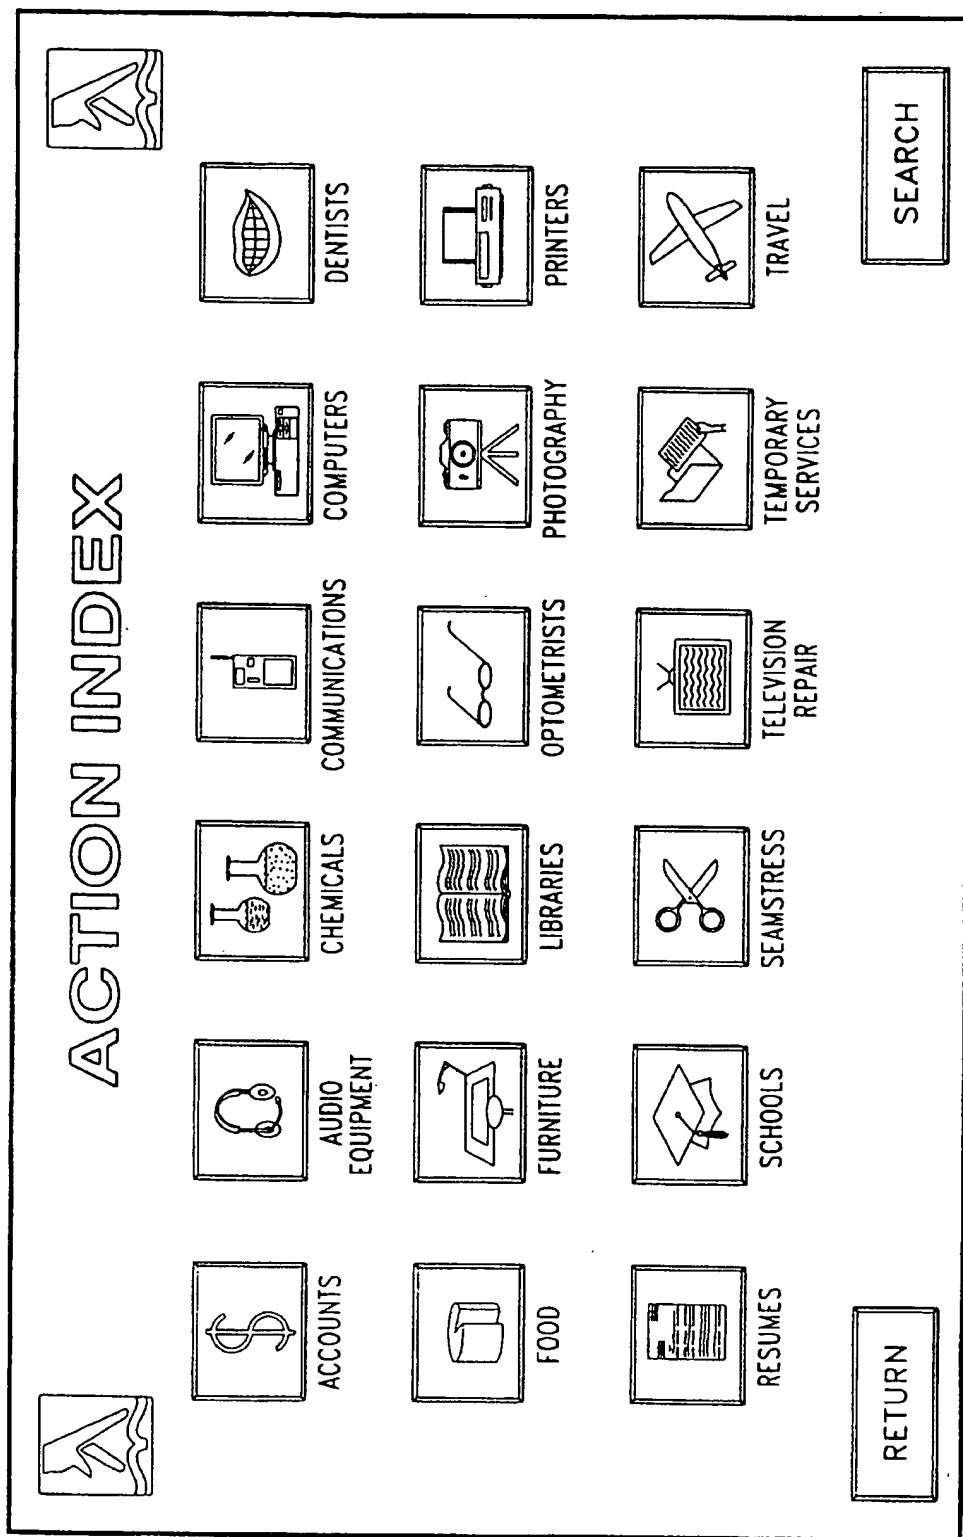 ACTION INDEX
ACCOUNTS
AUDIO
EQUIPMENT
CHEMICALS
COMMUNICATIONS
COMPUTERS
DENTISTS
FOOD
FURNITURE
LIBRARIES
OPTOMETRISTS
PHOTOGRAPHY
PRINTERS
RESUMES
SCHOOLS
SEAMSTRESS
TELEVISION
REPAIR
TEMPORARY
SERVICES
TRAVEL
RETURN
SEARCH